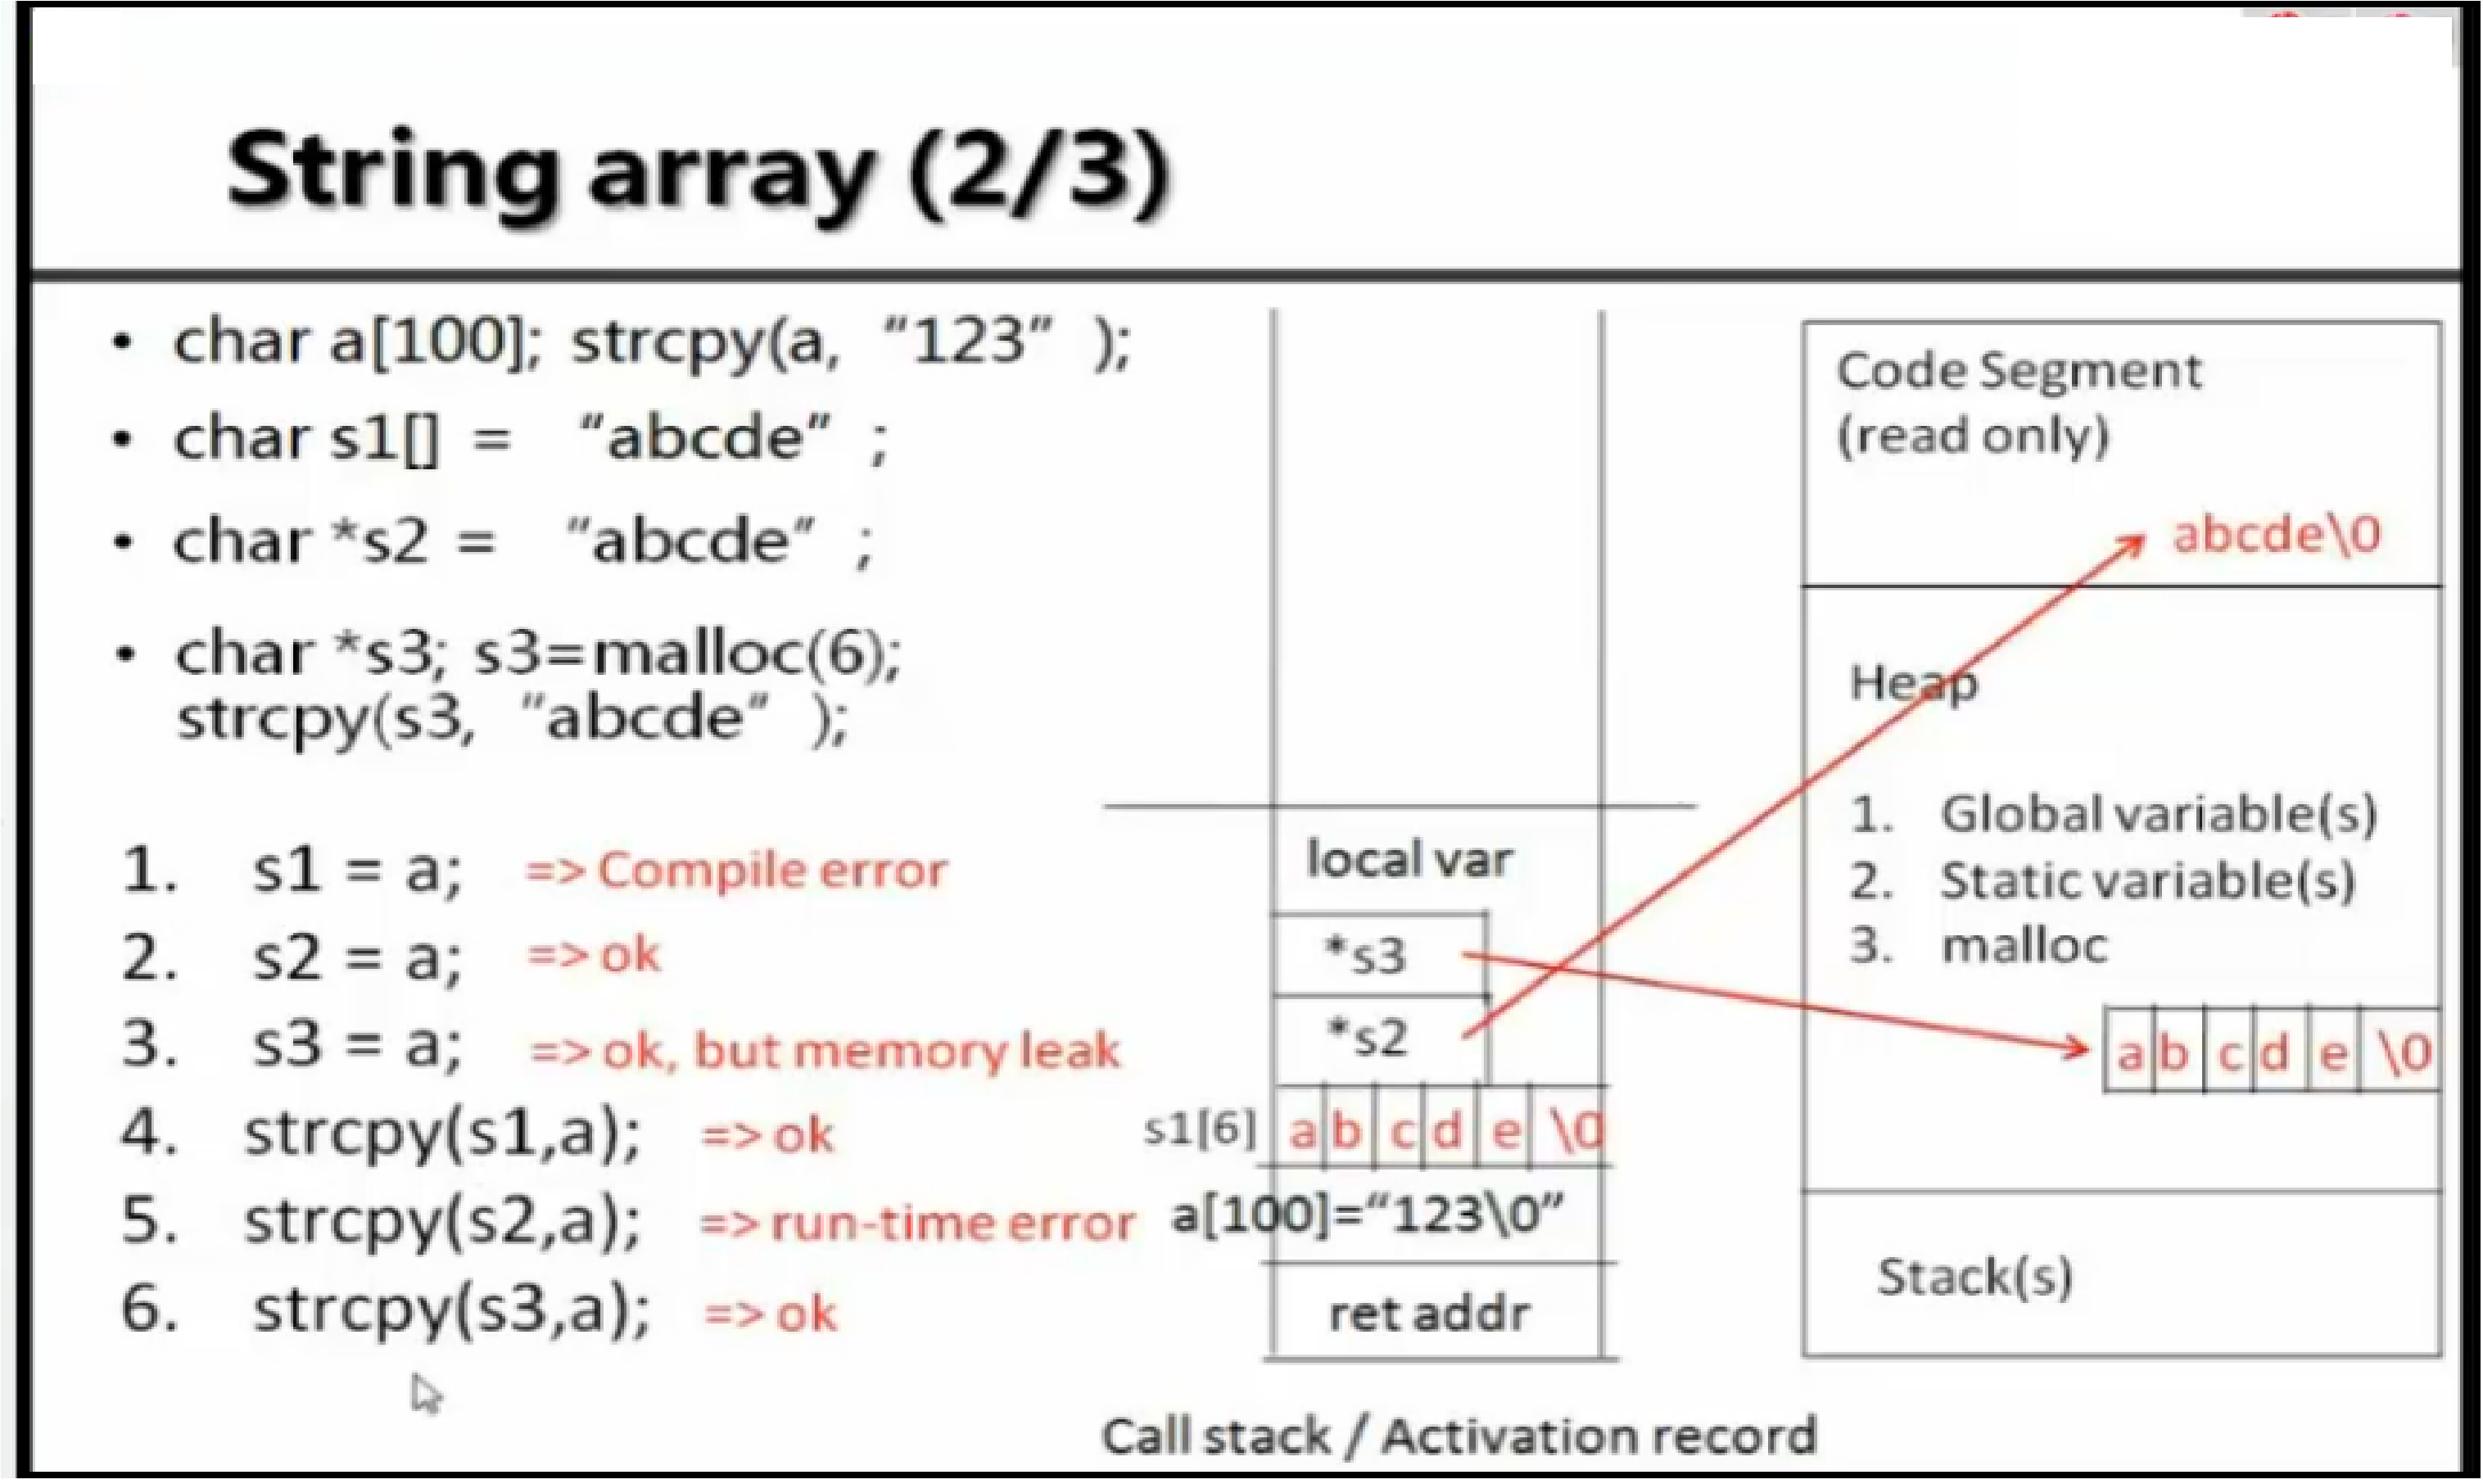 String array (2/3)
• char a[100]; strcpy(a, "123" );
• char s1[] = "abcde" ;
• char *s2 = "abcde" ;
• char *s3; s3=malloc(6);
strcpy(s3, "abcde" );
1. s1 = a; => Compile error
2. s2 = a; => ok
3. s3 = a; => ok, but memory leak
4. strcpy(s1,a); => ok
5. strcpy(s2,a); => run-time error
6. strcpy(s3,a); => ok
local var
*s3
*s2
s1[6] a b c d e \0
a[100]=“123\0”
ret addr
Call stack / Activation record
Code Segment
(read only)
abcde\0
Heap
1. Global variable(s)
2. Static variable(s)
3. malloc
a b c d e \0
Stack(s)